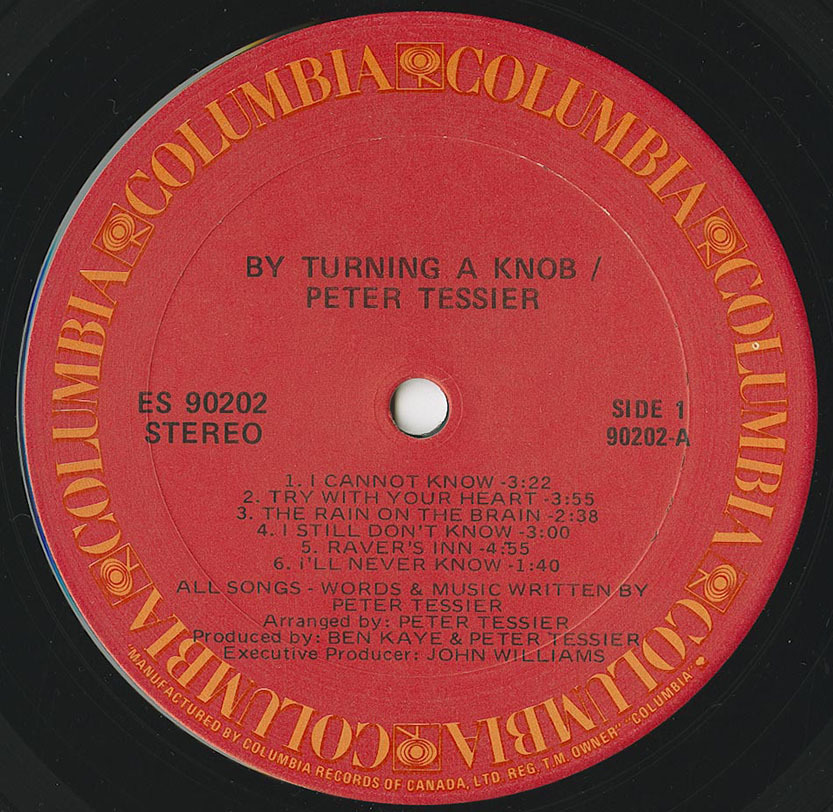 COLUMBIA COLUMBIA COLUMBIA COLUMBIA COLUMBIA COLUMBIA COLUMBIA COLUMBIA
BY TURNING A KNOB /
PETER TESSIER
ES 90202
STEREO
SIDE 1
90202-A
1. I CANNOT KNOW -3:22
2. TRY WITH YOUR HEART -3:55
3. THE RAIN ON THE BRAIN -2:38
4. I STILL DON'T KNOW -3:00
5. RAVER'S INN -4:55
6. I'LL NEVER KNOW -1:40
ALL SONGS - WORDS & MUSIC WRITTEN BY
PETER TESSIER
Arranged by: PETER TESSIER
Produced by: BEN KAYE & PETER TESSIER
Executive Producer: JOHN WILLIAMS
"MANUFACTURED BY COLUMBIA RECORDS OF CANADA, LTD. REG. T.M. OWNER" "COLUMBIA"